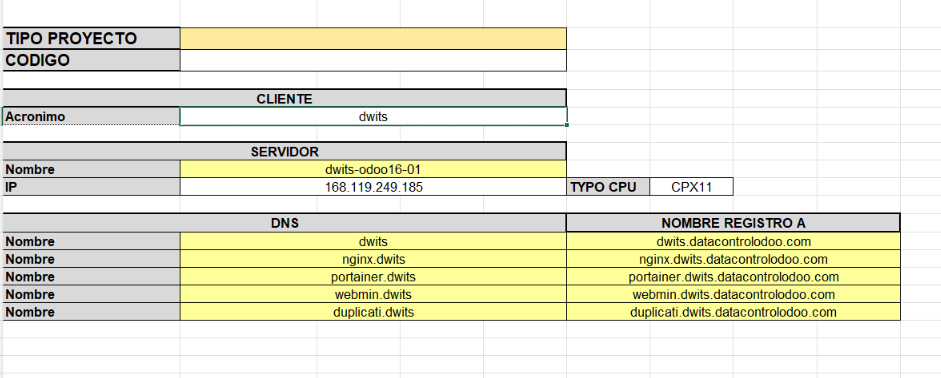 TIPO PROYECTO
CODIGO
CLIENTE
Acronimo dwits
SERVIDOR
Nombre dwits-odoo16-01
IP 168.119.249.185 TYPO CPU CPX11
DNS NOMBRE REGISTRO A
Nombre dwits dwits.datacontrolodoo.com
Nombre nginx.dwits nginx.dwits.datacontrolodoo.com
Nombre portainer.dwits portainer.dwits.datacontrolodoo.com
Nombre webmin.dwits webmin.dwits.datacontrolodoo.com
Nombre duplicati.dwits duplicati.dwits.datacontrolodoo.com